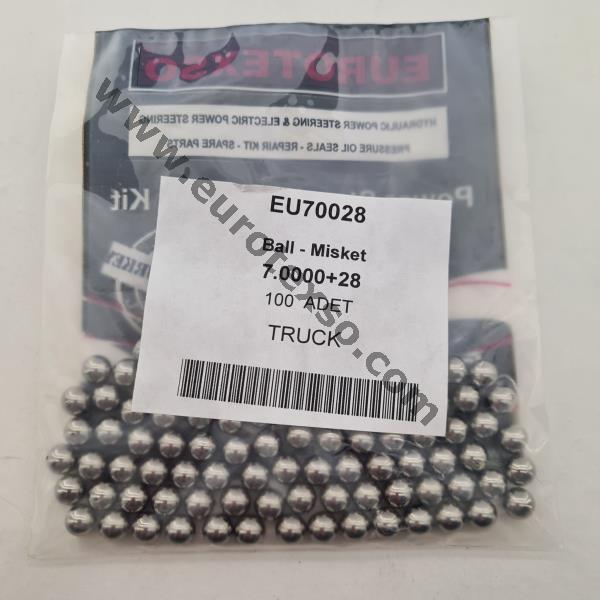 EUROTEXSO
HYDRAULIC POWER STEERING & ELECTRIC POWER STEERING
PRESSURE OIL SEALS - REPAIR KIT - SPARE PARTS
Kit
EU70028
Ball - Misket
7.0000+28
100 ADET
TRUCK
www.eurotexso.com